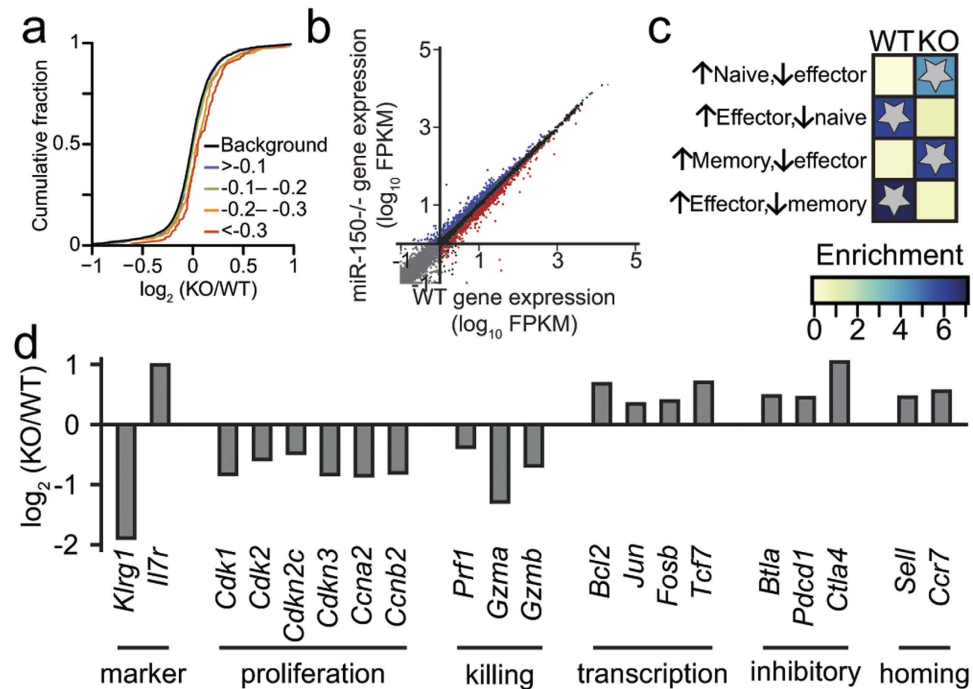 a
Cumulative fraction
1
0.5
0
-1
-0.5
0
0.5
1
log2 (KO/WT)
Background
>-0.1
-0.1– -0.2
-0.2– -0.3
<-0.3
b
miR-150-/- gene expression
(log10 FPKM)
5
3
1
-1
-1
1
3
5
WT gene expression
(log10 FPKM)
c
WT KO
↑Naive,↓effector
↑Effector,↓naive
↑Memory,↓effector
↑Effector,↓memory
Enrichment
0 2 4 6
d
log2 (KO/WT)
1
0
-1
-2
Klrg1
Il7r
Cdk1
Cdk2
Cdkn2c
Cdkn3
Ccna2
Ccnb2
Prf1
Gzma
Gzmb
Bcl2
Jun
Fosb
Tcf7
Btla
Pdcd1
Ctla4
Sell
Ccr7
marker
proliferation
killing
transcription
inhibitory
homing